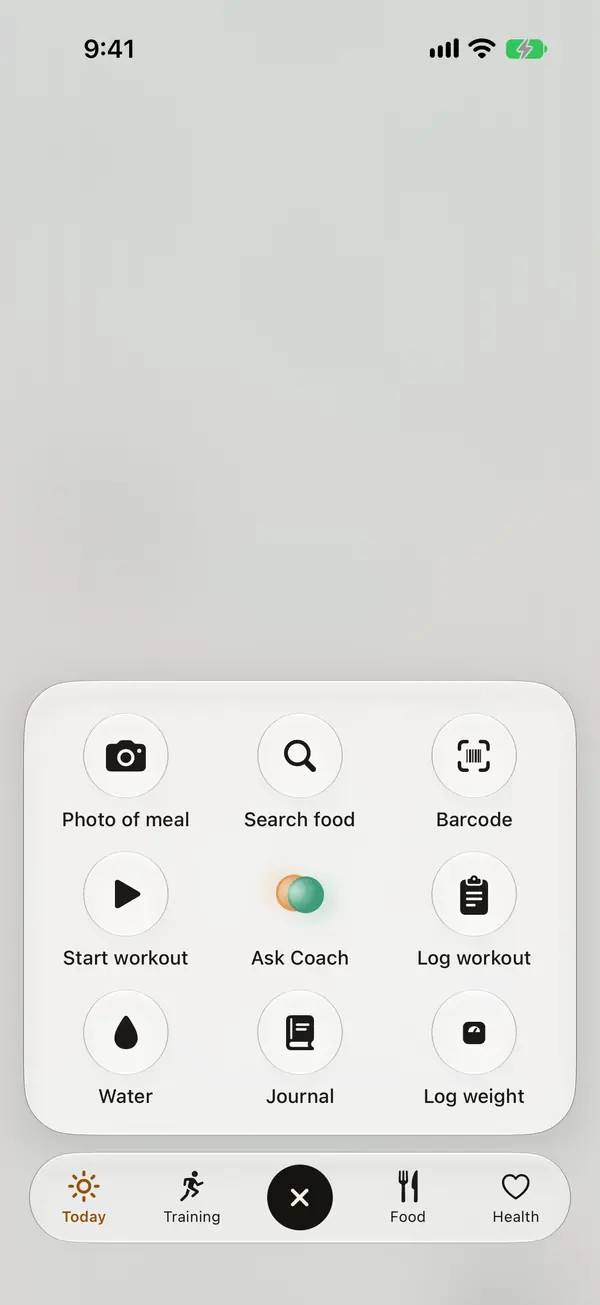 9:41
Photo of meal
Search food
Barcode
Start workout
Ask Coach
Log workout
Water
Journal
Log weight
Today
Training
Food
Health